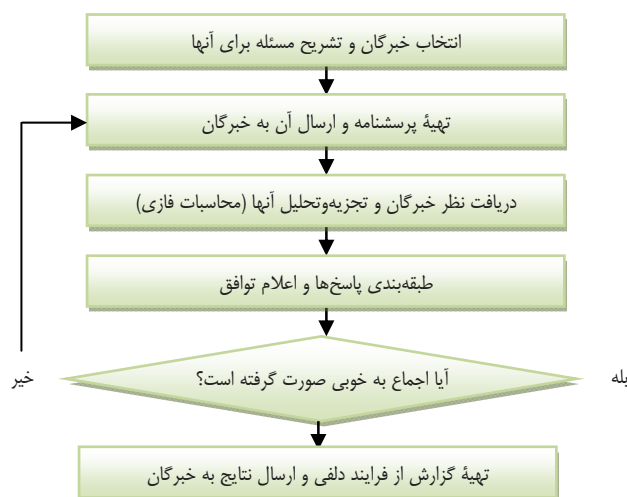 انتخاب خبرگان و تشریح مسئله برای آنها
تهیۀ پرسشنامه و ارسال آن به خبرگان
دریافت نظر خبرگان و تجزیه‌وتحلیل آنها (محاسبات فازی)
طبقه‌بندی پاسخ‌ها و اعلام توافق
آیا اجماع به خوبی صورت گرفته است؟
بله
خیر
تهیۀ گزارش از فرایند دلفی و ارسال نتایج به خبرگان